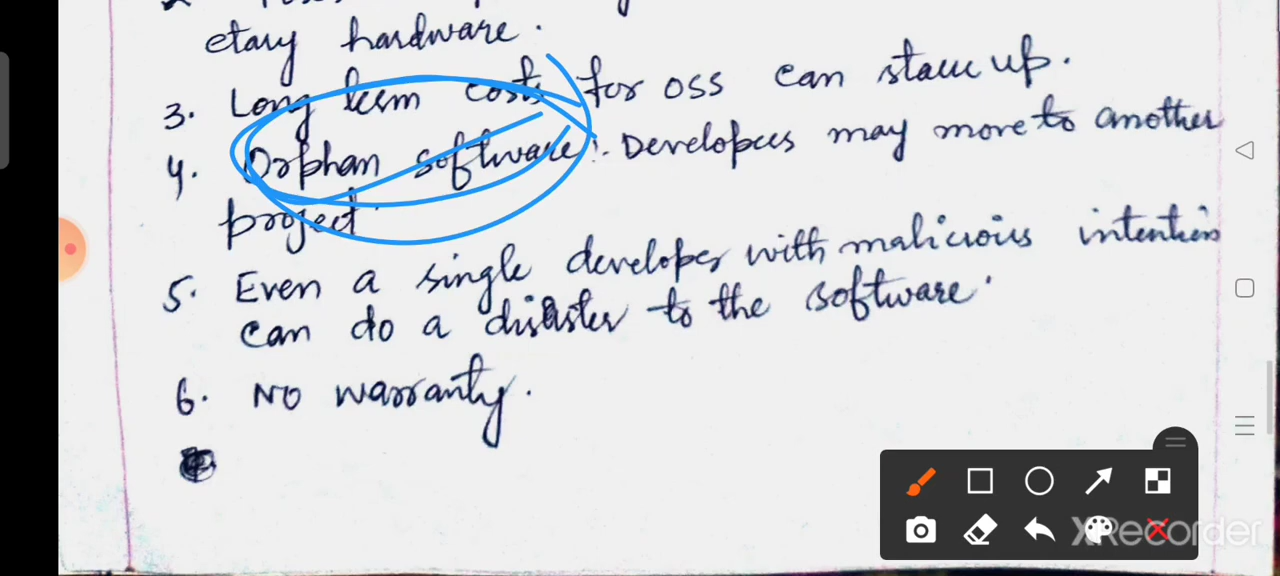 etary hardware.
3. Long term costs for OSS can stack up.
4. Orphan software: Developers may move to another
project.
5. Even a single developer with malicious intention
can do a disaster to the software.
6. No warranty.
XRecorder